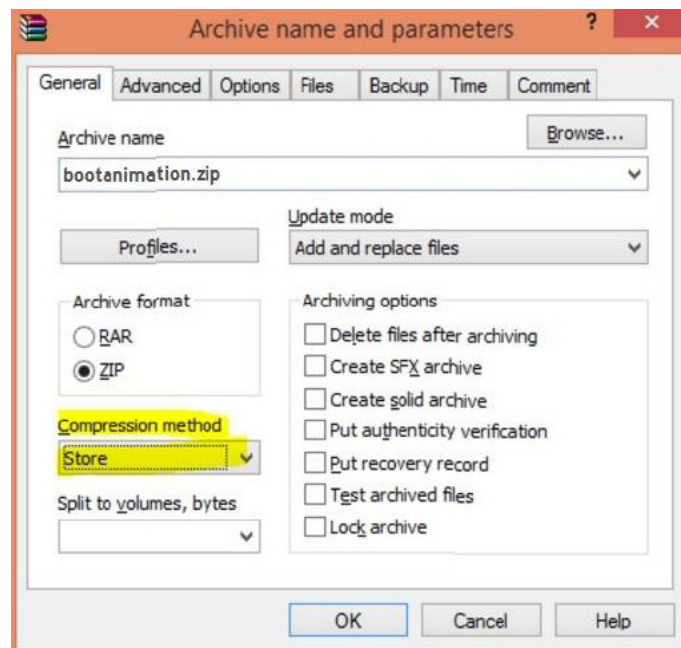 Archive name and parameters ? ×
General Advanced Options Files Backup Time Comment
Archive name
Browse...
bootanimation.zip
Profiles...
Update mode
Add and replace files
Archive format
RAR
ZIP
Compression method
Store
Split to volumes, bytes
Archiving options
Delete files after archiving
Create SFX archive
Create solid archive
Put authenticity verification
Put recovery record
Test archived files
Lock archive
OK Cancel Help